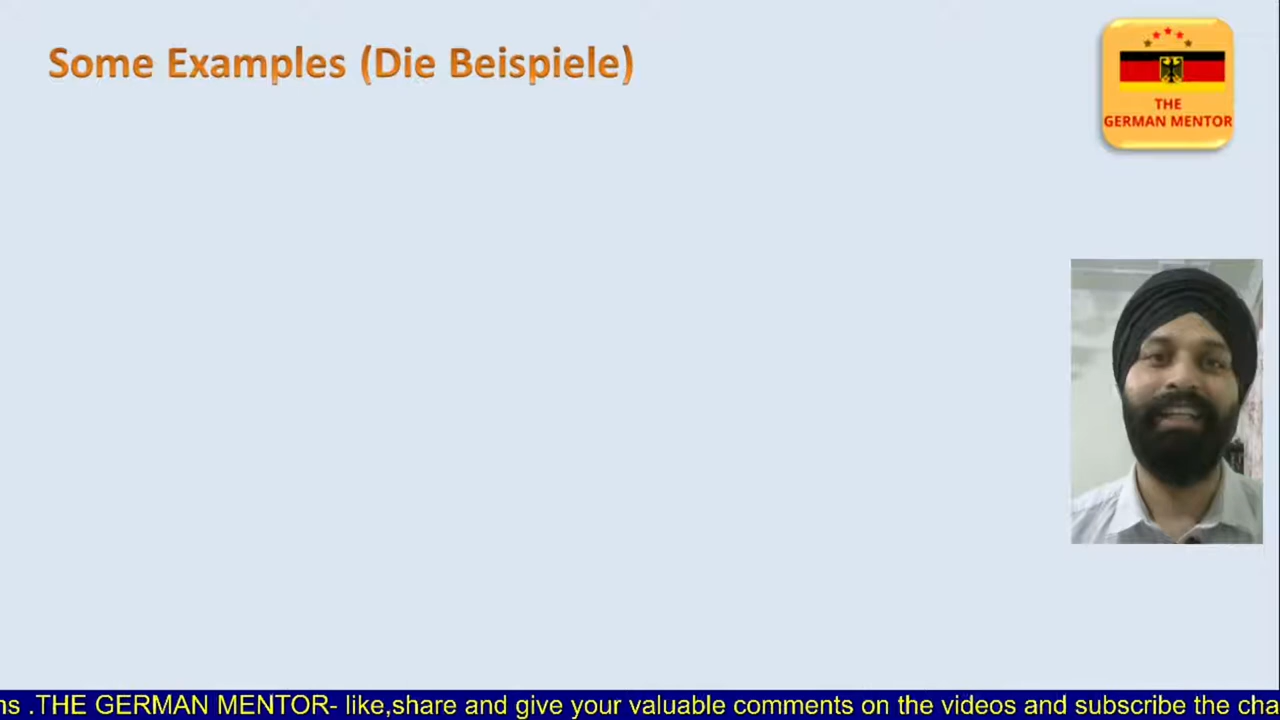 Some Examples (Die Beispiele)
THE
GERMAN MENTOR
ns .THE GERMAN MENTOR- like,share and give your valuable comments on the videos and subscribe the cha